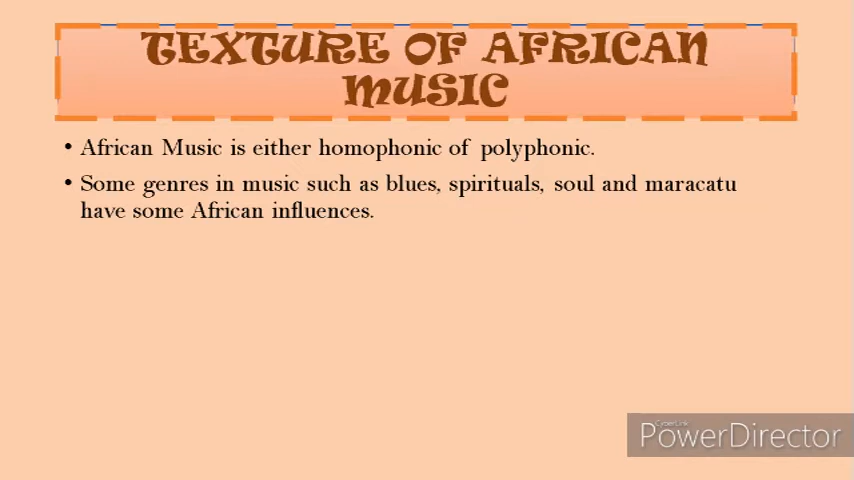 TEXTURE OF AFRICAN
MUSIC
• African Music is either homophonic of polyphonic.
• Some genres in music such as blues, spirituals, soul and maracatu
have some African influences.
CyberLink
PowerDirector